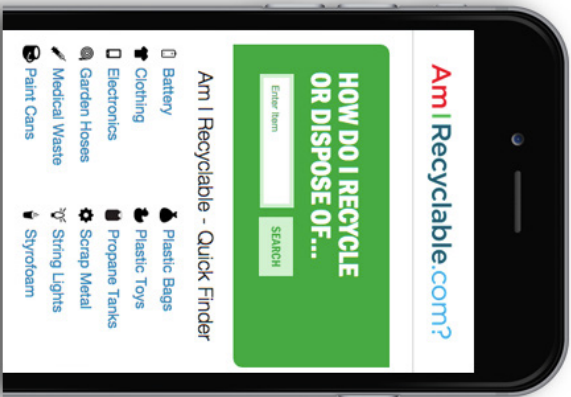 AmIRecyclable.com?
HOW DO I RECYCLE
OR DISPOSE OF...
Enter Item
SEARCH
Am I Recyclable - Quick Finder
Battery
Clothing
Electronics
Garden Hoses
Medical Waste
Paint Cans
Plastic Bags
Plastic Toys
Propane Tanks
Scrap Metal
String Lights
Styrofoam